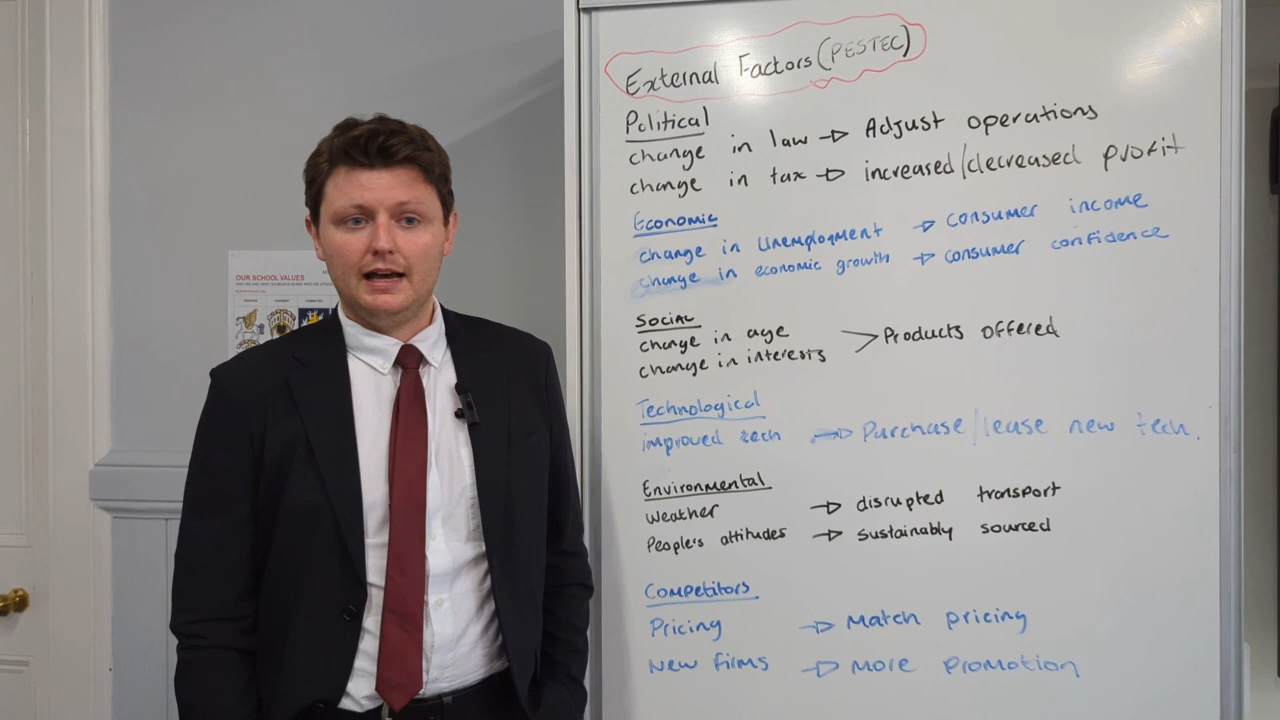 OUR SCHOOL VALUES
External Factors (PESTEC)
Political
change in law → Adjust operations
change in tax → increased/decreased profit
Economic
change in unemployment → consumer income
change in economic growth → consumer confidence
Social
change in age
change in interests > Products offered
Technological
improved tech → Purchase/lease new tech.
Environmental
Weather → disrupted transport
People's attitudes → sustainably sourced
Competitors
Pricing → Match pricing
New firms → More promotion